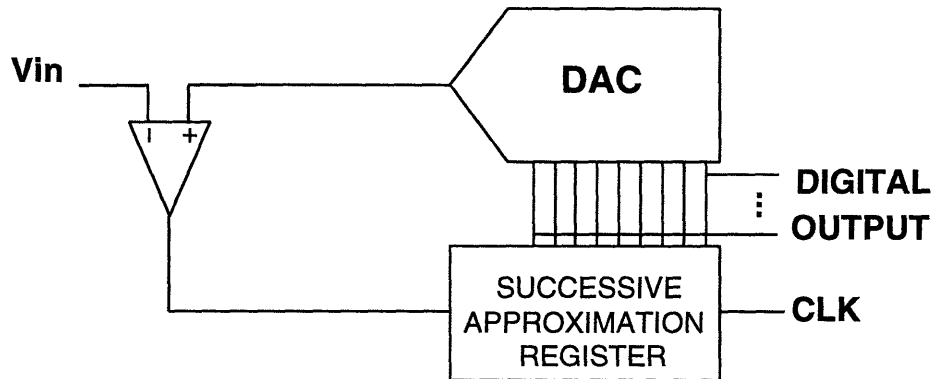 Vin
DAC
− +
DIGITAL
⋮
OUTPUT
SUCCESSIVE
APPROXIMATION
REGISTER
CLK